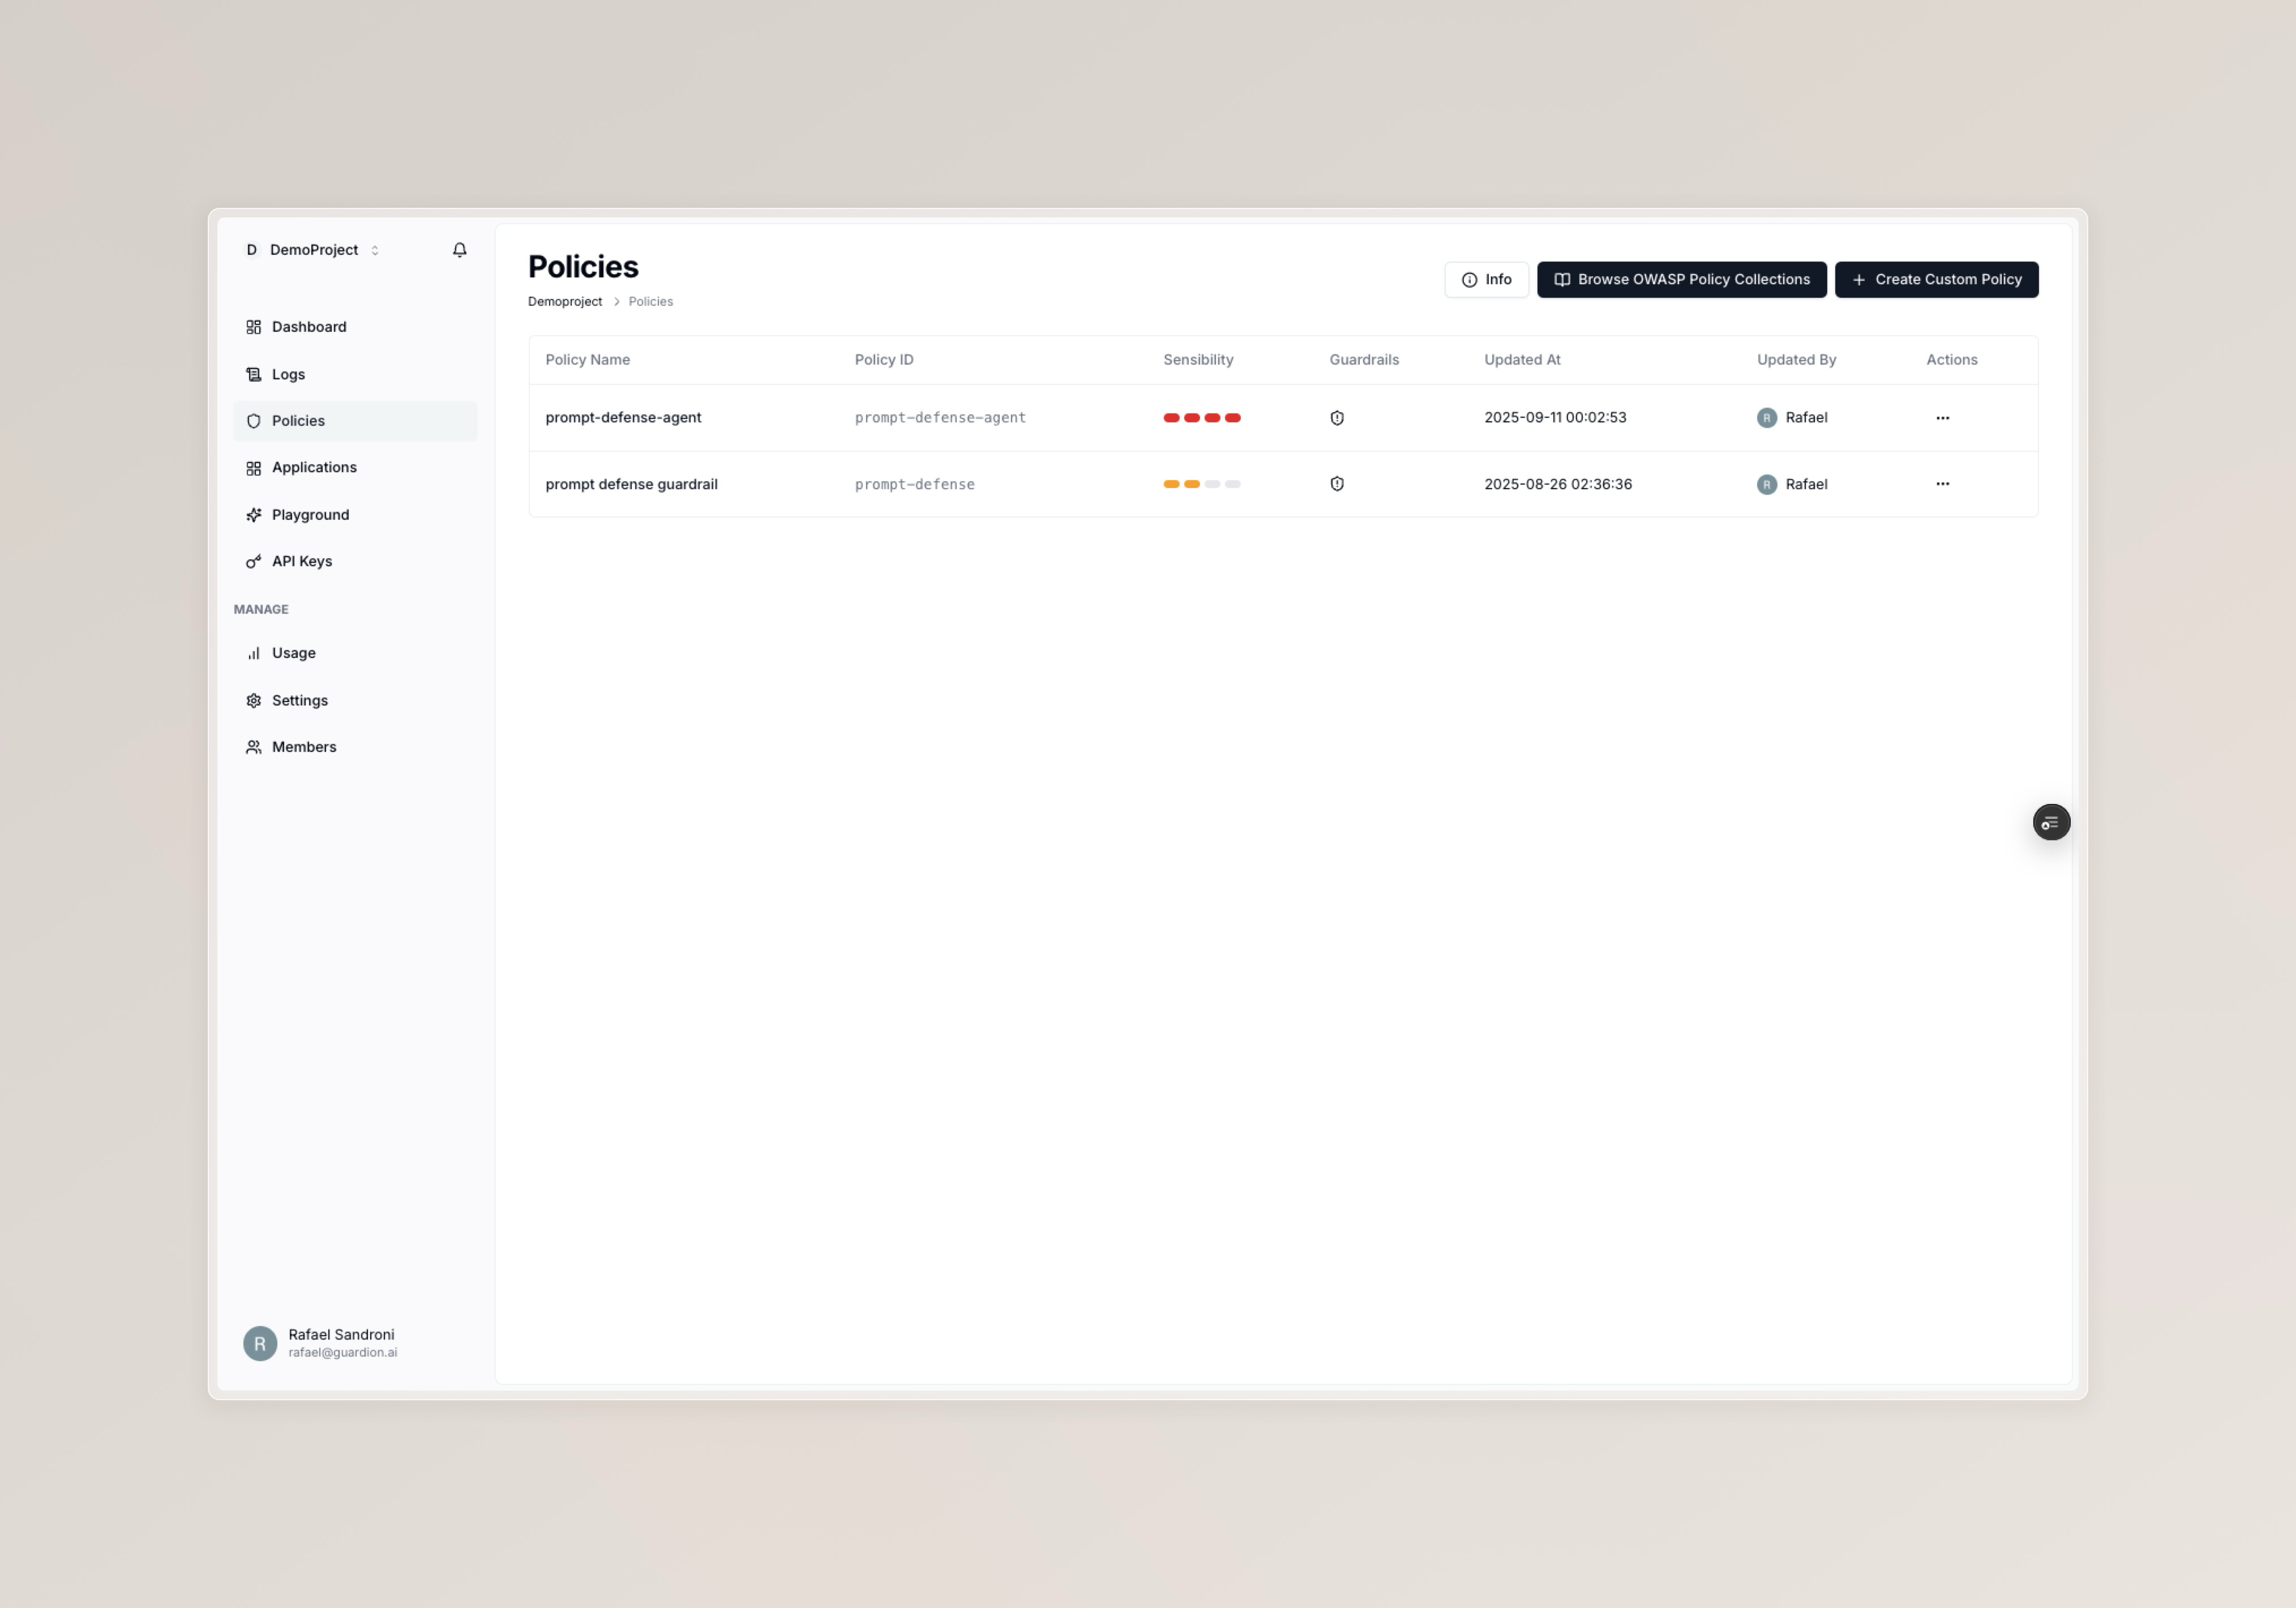 D DemoProject
Dashboard
Logs
Policies
Applications
Playground
API Keys
MANAGE
Usage
Settings
Members
R Rafael Sandroni
rafael@guardion.ai
Policies
Demoproject > Policies
Info
Browse OWASP Policy Collections
+ Create Custom Policy
Policy Name Policy ID Sensibility Guardrails Updated At Updated By Actions
prompt-defense-agent prompt-defense-agent 2025-09-11 00:02:53 R Rafael ...
prompt defense guardrail prompt-defense 2025-08-26 02:36:36 R Rafael ...